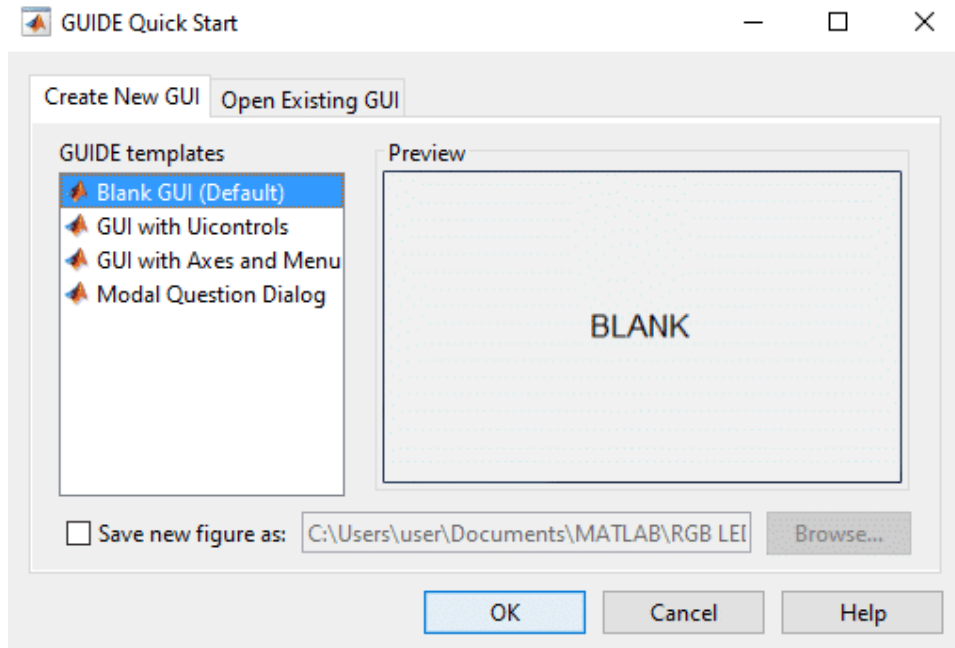 GUIDE Quick Start
Create New GUI
Open Existing GUI
GUIDE templates
Blank GUI (Default)
GUI with Uicontrols
GUI with Axes and Menu
Modal Question Dialog
Preview
BLANK
Save new figure as:
C:\Users\user\Documents\MATLAB\RGB LE
Browse...
OK
Cancel
Help